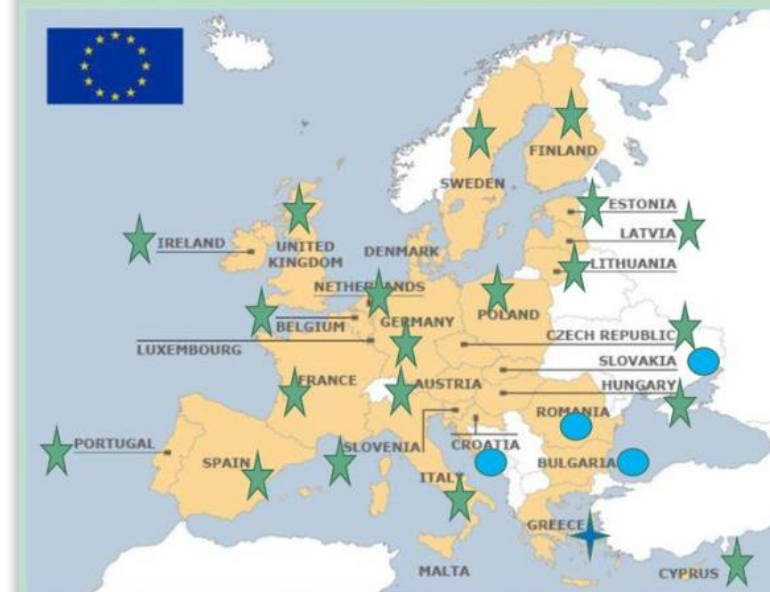 FINLAND
SWEDEN
ESTONIA
LATVIA
IRELAND
UNITED
KINGDOM
DENMARK
LITHUANIA
NETHERLANDS
POLAND
BELGIUM
GERMANY
CZECH REPUBLIC
LUXEMBOURG
SLOVAKIA
FRANCE
AUSTRIA
HUNGARY
ROMANIA
PORTUGAL
SLOVENIA
CROATIA
SPAIN
ITALY
BULGARIA
GREECE
MALTA
CYPRUS